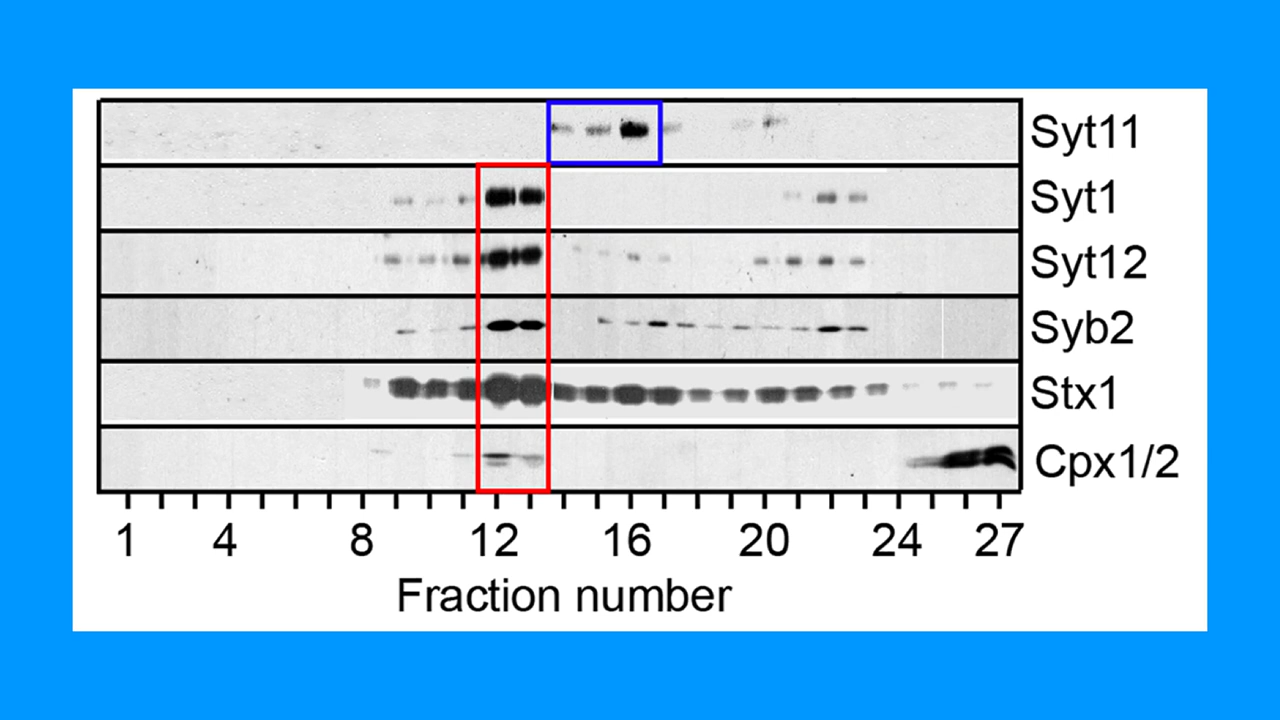 Syt11
Syt1
Syt12
Syb2
Stx1
Cpx1/2
1 4 8 12 16 20 24 27
Fraction number